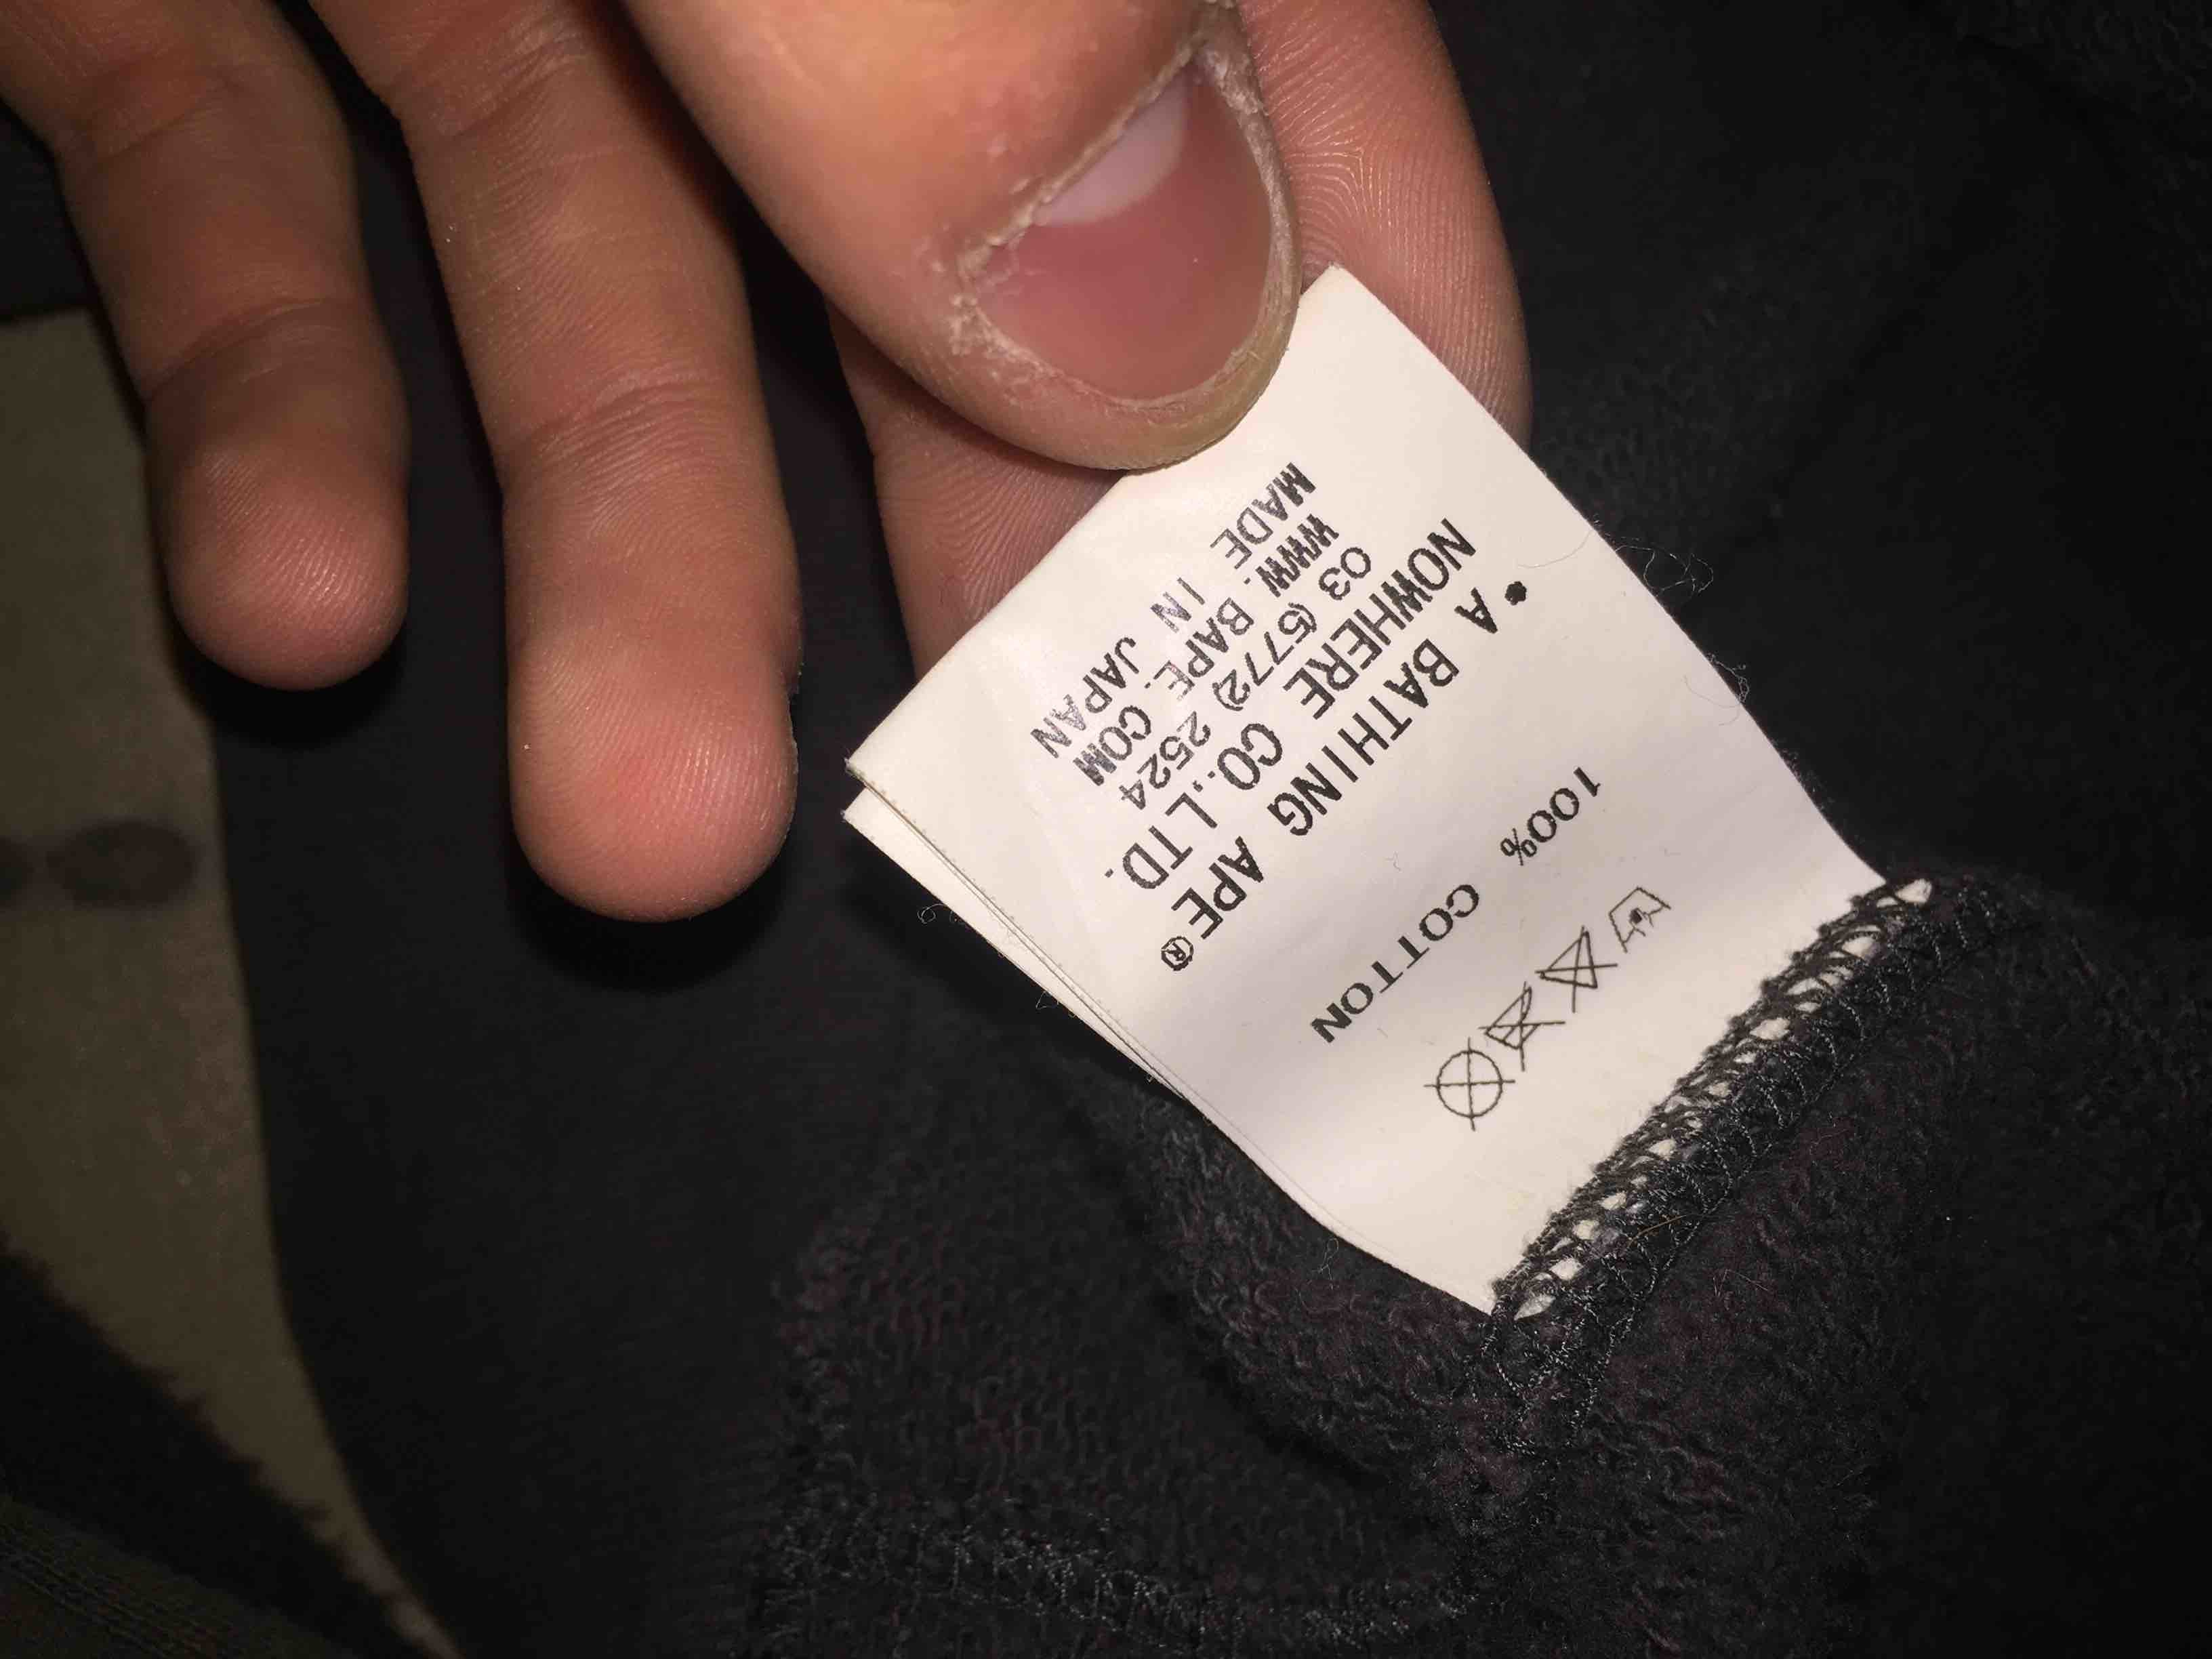 100% COTTON
"A BATHING APE®
NOWHERE CO.,LTD.
03 (5772) 2524
WWW. BAPE. COM
MADE IN JAPAN